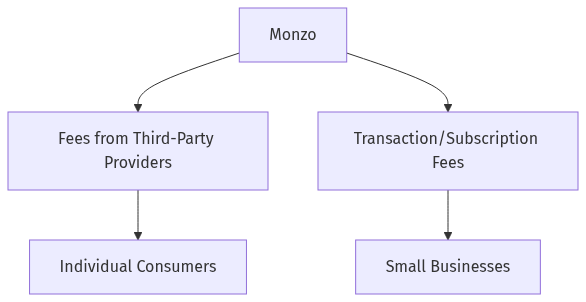 Monzo
Fees from Third-Party
Providers
Transaction/Subscription
Fees
Individual Consumers
Small Businesses